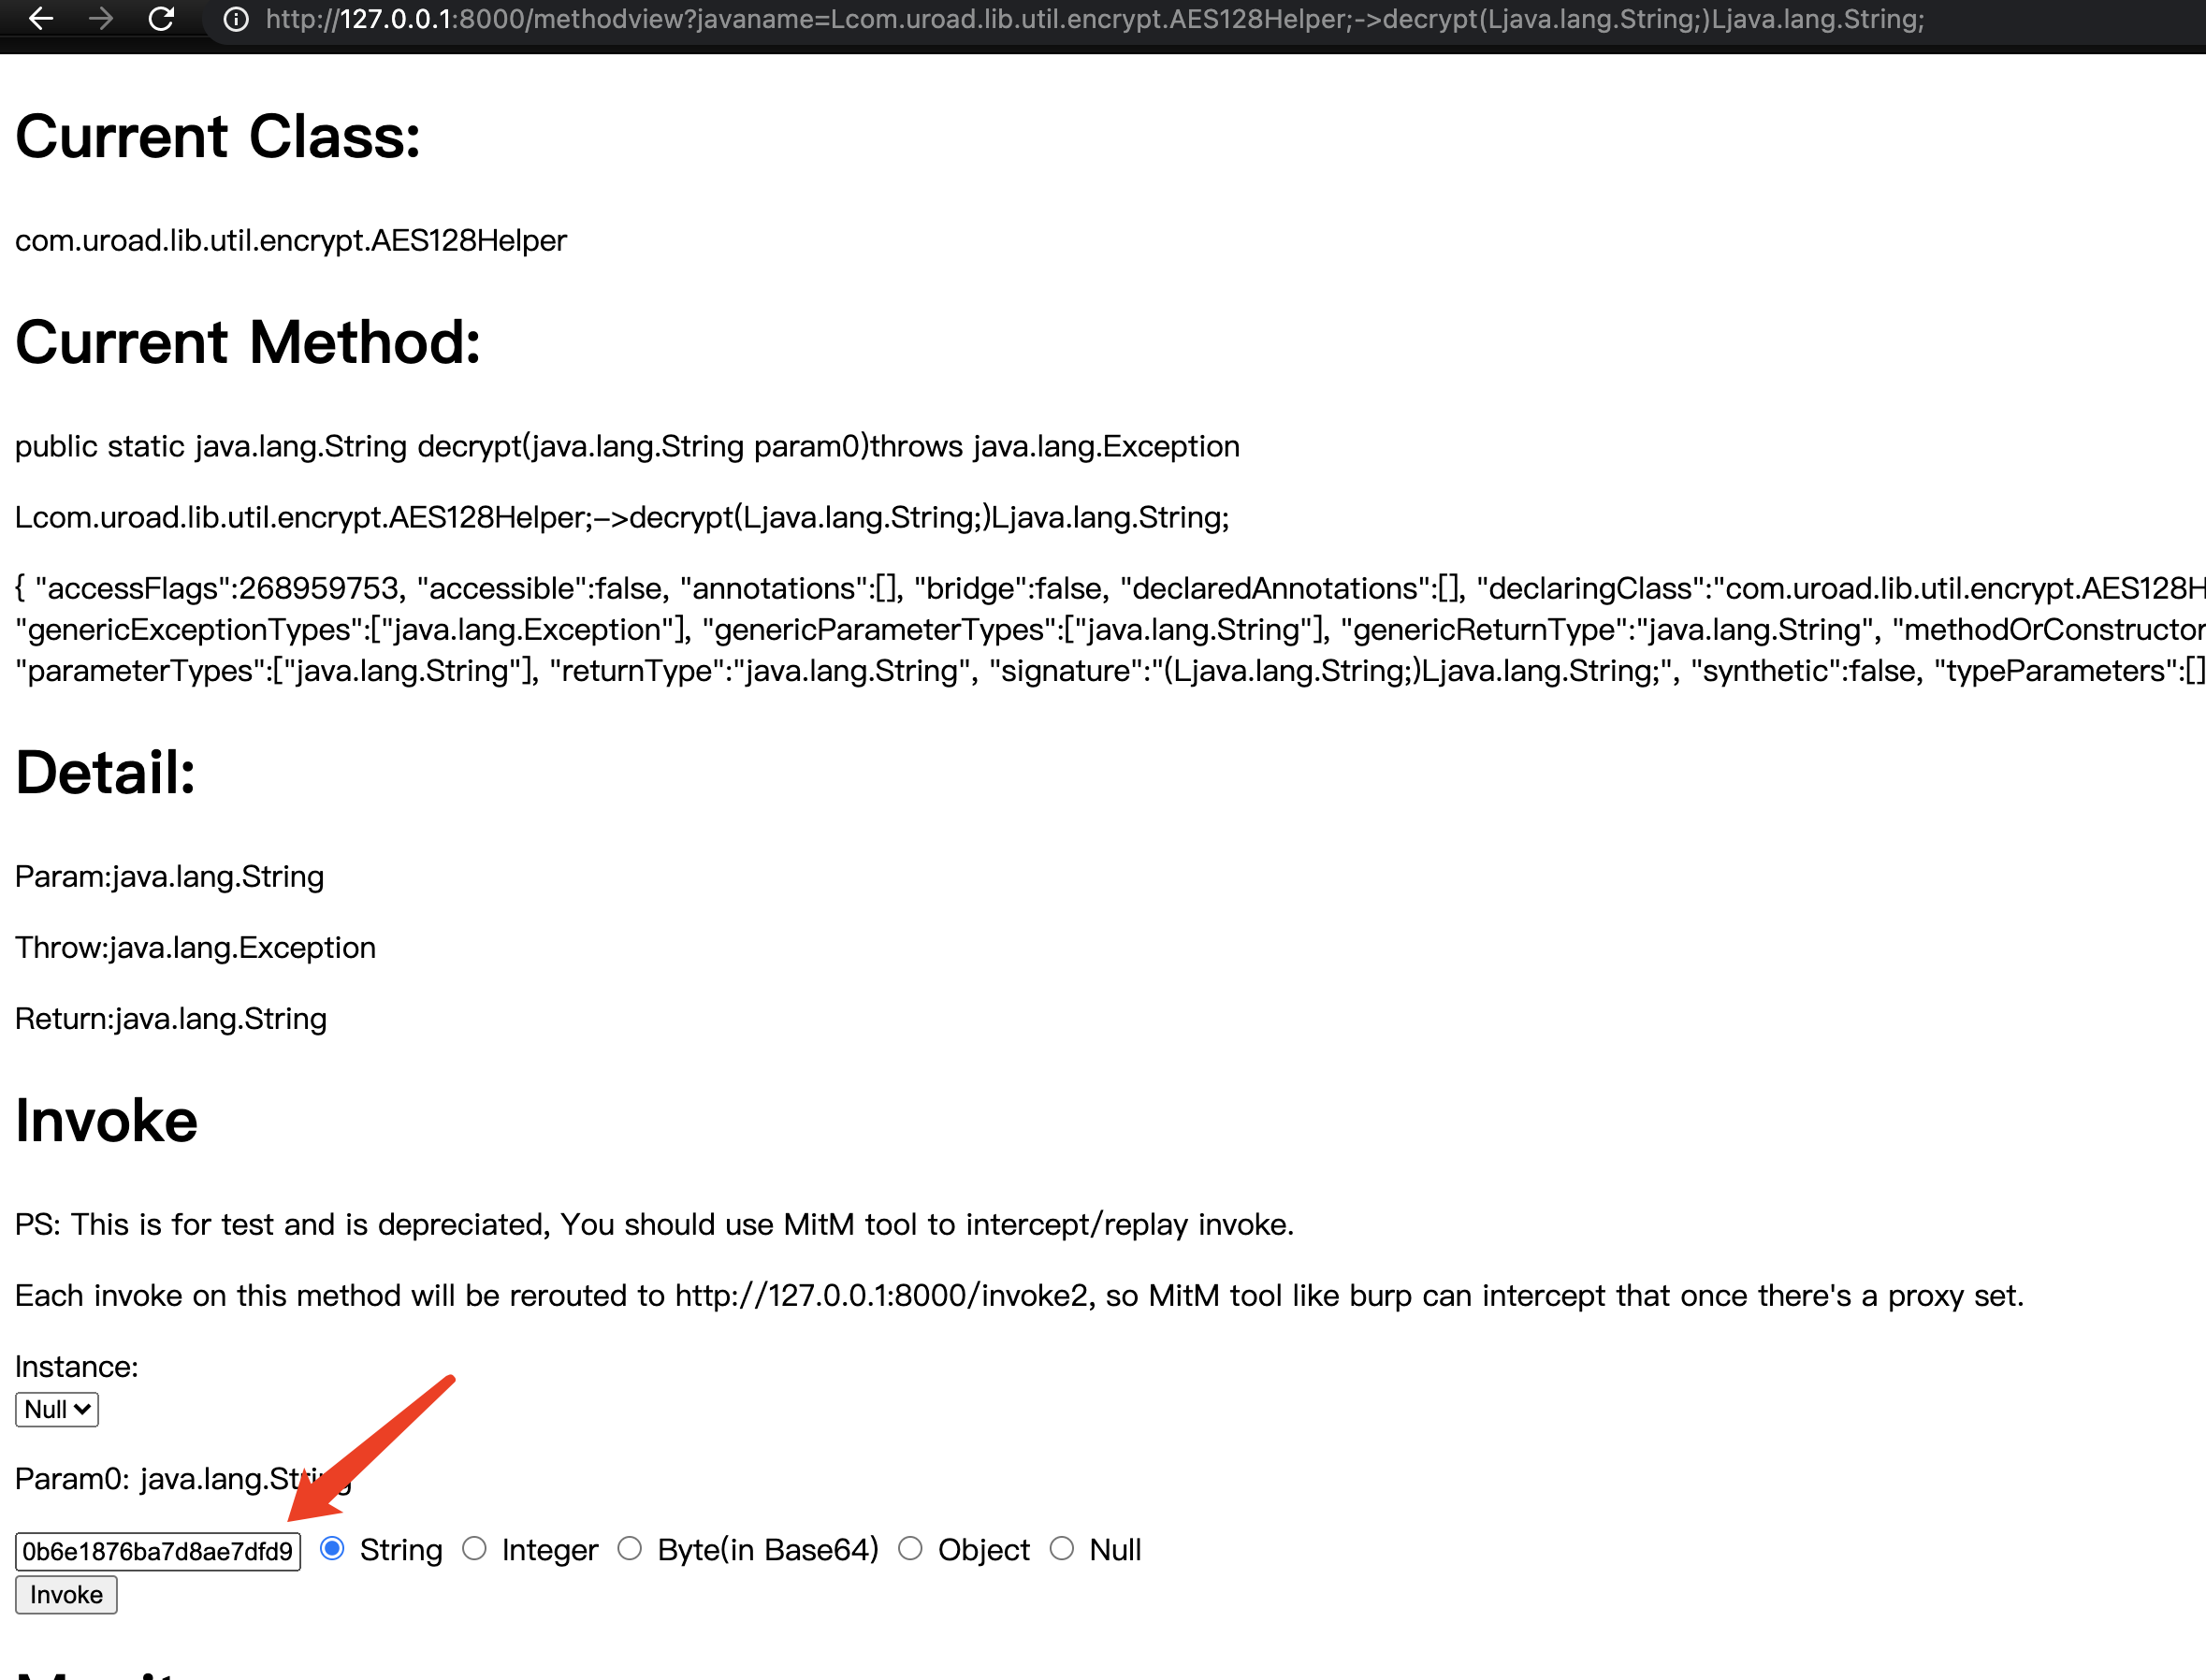 http://127.0.0.1:8000/methodview?javaname=Lcom.uroad.lib.util.encrypt.AES128Helper;->decrypt(Ljava.lang.String;)Ljava.lang.String;
Current Class:
com.uroad.lib.util.encrypt.AES128Helper
Current Method:
public static java.lang.String decrypt(java.lang.String param0)throws java.lang.Exception
Lcom.uroad.lib.util.encrypt.AES128Helper;->decrypt(Ljava.lang.String;)Ljava.lang.String;
{ "accessFlags":268959753, "accessible":false, "annotations":[], "bridge":false, "declaredAnnotations":[], "declaringClass":"com.uroad.lib.util.encrypt.AES128H
"genericExceptionTypes":["java.lang.Exception"], "genericParameterTypes":["java.lang.String"], "genericReturnType":"java.lang.String", "methodOrConstructor
"parameterTypes":["java.lang.String"], "returnType":"java.lang.String", "signature":"(Ljava.lang.String;)Ljava.lang.String;", "synthetic":false, "typeParameters":[]
Detail:
Param:java.lang.String
Throw:java.lang.Exception
Return:java.lang.String
Invoke
PS: This is for test and is depreciated, You should use MitM tool to intercept/replay invoke.
Each invoke on this method will be rerouted to http://127.0.0.1:8000/invoke2, so MitM tool like burp can intercept that once there's a proxy set.
Instance:
Null
Param0: java.lang.String
0b6e1876ba7d8ae7dfd9 String Integer Byte(in Base64) Object Null
Invoke